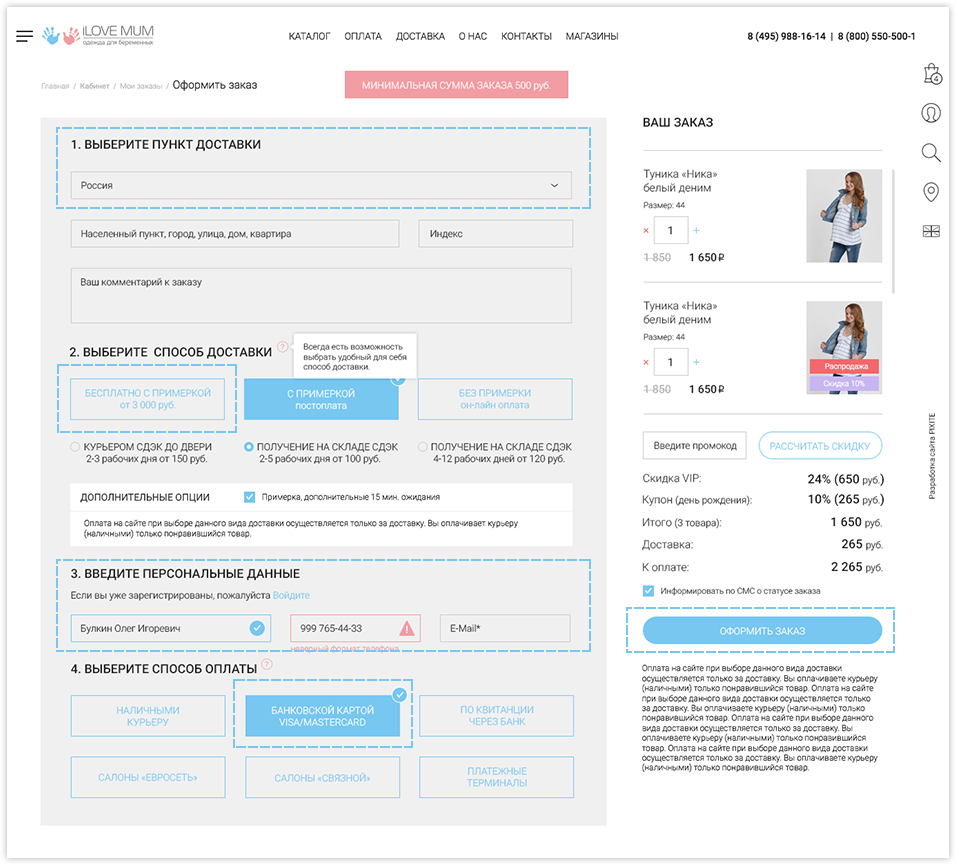 iLOVE MUM
одежда для беременных
КАТАЛОГ ОПЛАТА ДОСТАВКА О НАС КОНТАКТЫ МАГАЗИНЫ
8 (495) 988-16-14 | 8 (800) 550-500-1
Главная / Кабинет / Мои заказы / Оформить заказ
МИНИМАЛЬНАЯ СУММА ЗАКАЗА 500 руб.
4
1. ВЫБЕРИТЕ ПУНКТ ДОСТАВКИ
Россия
Населенный пункт, город, улица, дом, квартира
Индекс
Ваш комментарий к заказу
2. ВЫБЕРИТЕ СПОСОБ ДОСТАВКИ ?
Всегда есть возможность
выбрать удобный для себя
способ доставки.
БЕСПЛАТНО С ПРИМЕРКОЙ
от 3 000 руб.
С ПРИМЕРКОЙ
постоплата
БЕЗ ПРИМЕРКИ
он-лайн оплата
КУРЬЕРОМ СДЭК ДО ДВЕРИ
2-3 рабочих дня от 150 руб.
ПОЛУЧЕНИЕ НА СКЛАДЕ СДЭК
2-5 рабочих дня от 100 руб.
ПОЛУЧЕНИЕ НА СКЛАДЕ СДЭК
4-12 рабочих дней от 120 руб.
ДОПОЛНИТЕЛЬНЫЕ ОПЦИИ
Примерка, дополнительные 15 мин. ожидания
Оплата на сайте при выборе данного вида доставки осуществляется только за доставку. Вы оплачивает курьеру
(наличными) только понравившийся товар.
3. ВВЕДИТЕ ПЕРСОНАЛЬНЫЕ ДАННЫЕ
Если вы уже зарегистрированы, пожалуйста Войдите
Булкин Олег Игоревич
999 765-44-33
E-Mail*
неверный формат телефона
4. ВЫБЕРИТЕ СПОСОБ ОПЛАТЫ ?
НАЛИЧНЫМИ
КУРЬЕРУ
БАНКОВСКОЙ КАРТОЙ
VISA/MASTERCARD
ПО КВИТАНЦИИ
ЧЕРЕЗ БАНК
САЛОНЫ «ЕВРОСЕТЬ»
САЛОНЫ «СВЯЗНОЙ»
ПЛАТЕЖНЫЕ
ТЕРМИНАЛЫ
ВАШ ЗАКАЗ
Туника «Ника»
белый деним
Размер: 44
× 1 +
1 850 1 650 ₽
Туника «Ника»
белый деним
Размер: 44
× 1 +
1 850 1 650 ₽
Распродажа
Скидка 10%
Введите промокод
РАССЧИТАТЬ СКИДКУ
Скидка VIP: 24% (650 руб.)
Купон (день рождения): 10% (265 руб.)
Итого (3 товара): 1 650 руб.
Доставка: 265 руб.
К оплате: 2 265 руб.
Информировать по СМС о статусе заказа
ОФОРМИТЬ ЗАКАЗ
Оплата на сайте при выборе данного вида доставки
осуществляется только за доставку. Вы оплачиваете курьеру
(наличными) только понравившийся товар. Оплата на сайте
при выборе данного вида доставки осуществляется только
за доставку. Вы оплачиваете курьеру (наличными) только
понравившийся товар. Оплата на сайте при выборе данного
вида доставки осуществляется только за доставку. Вы
оплачиваете курьеру (наличными) только понравившийся
товар. Оплата на сайте при выборе данного вида доставки
осуществляется только за доставку. Вы оплачиваете курьеру
(наличными) только понравившийся товар.
Разработка сайта PIXITE